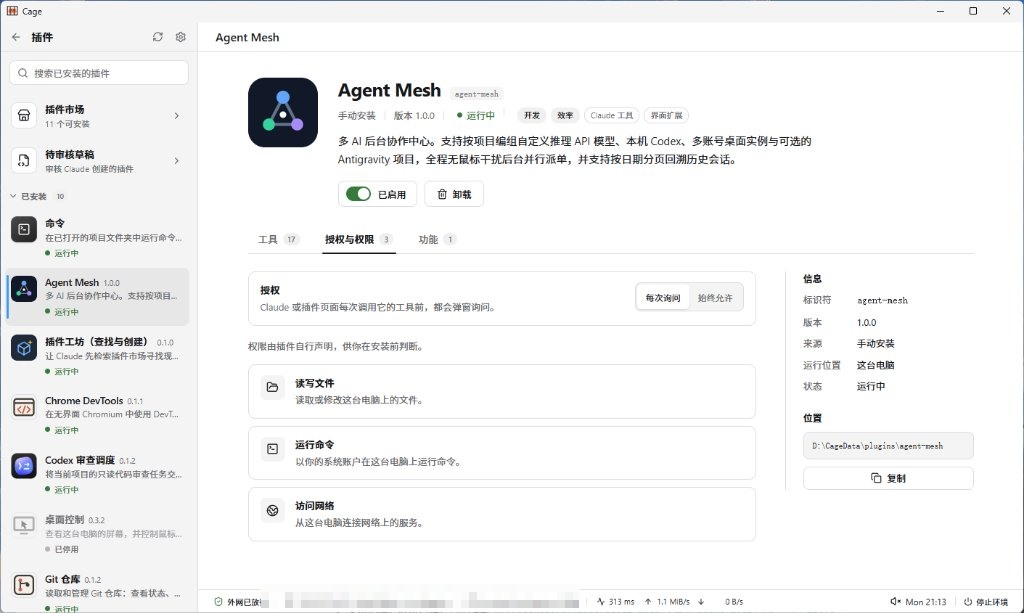 Cage
插件
Agent Mesh
搜索已安装的插件
插件市场
11 个可安装
待审核草稿
审核 Claude 创建的插件
已安装 10
命令
在已打开的项目文件夹中运行命令...
运行中
Agent Mesh 1.0.0
多 AI 后台协作中心。支持按项目...
运行中
插件工坊（查找与创建） 0.1.0
让 Claude 先检索插件市场寻找现...
运行中
Chrome DevTools 0.1.1
在无界面 Chromium 中使用 DevT...
运行中
Codex 审查调度 0.1.2
将当前项目的只读代码审查任务交...
运行中
桌面控制 0.3.2
查看这台电脑的屏幕，并控制鼠标...
已停用
Git 仓库 0.1.2
读取和管理 Git 仓库：查看状态、...
运行中
Agent Mesh agent-mesh
手动安装 版本 1.0.0 运行中 开发 效率 Claude 工具 界面扩展
多 AI 后台协作中心。支持按项目编组自定义推理 API 模型、本机 Codex、多账号桌面实例与可选的
Antigravity 项目，全程无鼠标干扰后台并行派单，并支持按日期分页回溯历史会话。
已启用 卸载
工具 17 授权与权限 3 功能 1
授权
Claude 或插件页面每次调用它的工具前，都会弹窗询问。
每次询问 始终允许
权限由插件自行声明，供你在安装前判断。
读写文件
读取或修改这台电脑上的文件。
运行命令
以你的系统账户在这台电脑上运行命令。
访问网络
从这台电脑连接网络上的服务。
信息
标识符 agent-mesh
版本 1.0.0
来源 手动安装
运行位置 这台电脑
状态 运行中
位置
D:\CageData\plugins\agent-mesh
复制
外网已放
313 ms ↑ 1.1 MiB/s ↓ 0 B/s
Mon 21:13 停止环境